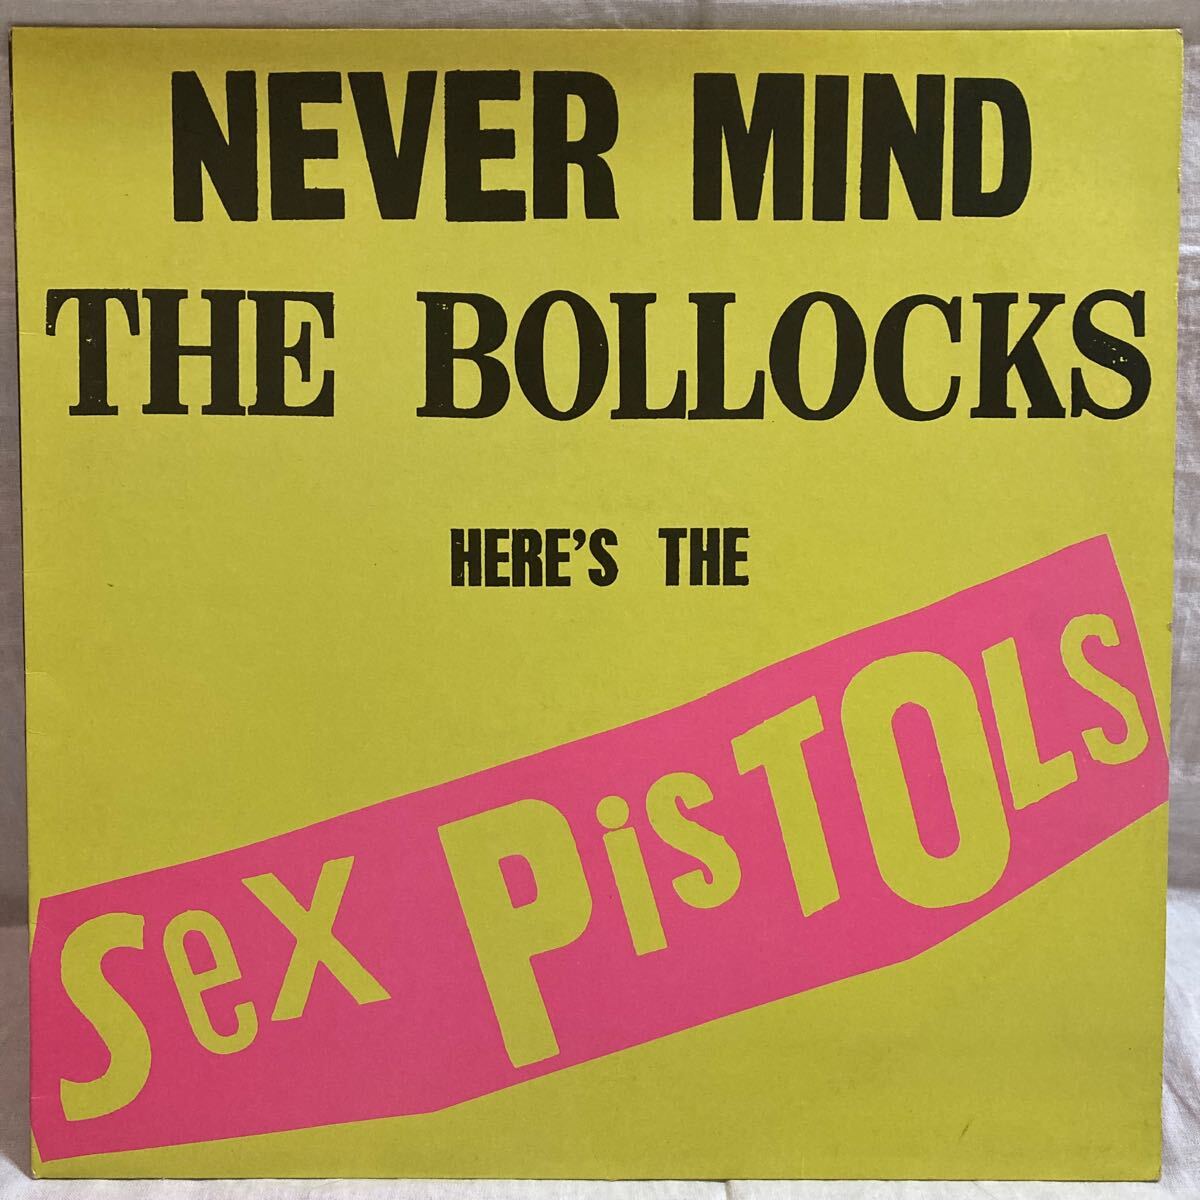 NEVER MIND
THE BOLLOCKS
HERE'S THE
SeX PiSTOLS